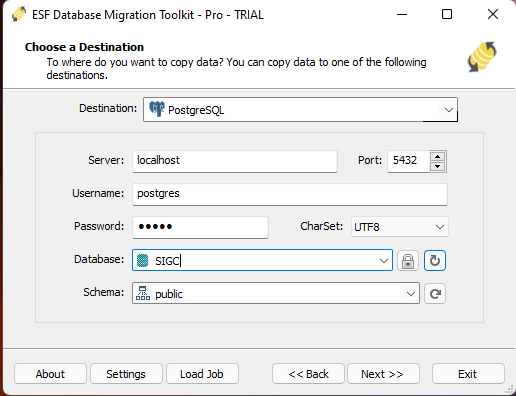 ESF Database Migration Toolkit - Pro - TRIAL
Choose a Destination
To where do you want to copy data? You can copy data to one of the following
destinations.
Destination: PostgreSQL
Server: localhost Port: 5432
Username: postgres
Password: ●●●●● CharSet: UTF8
Database: SIGC
Schema: public
About Settings Load Job << Back Next >> Exit